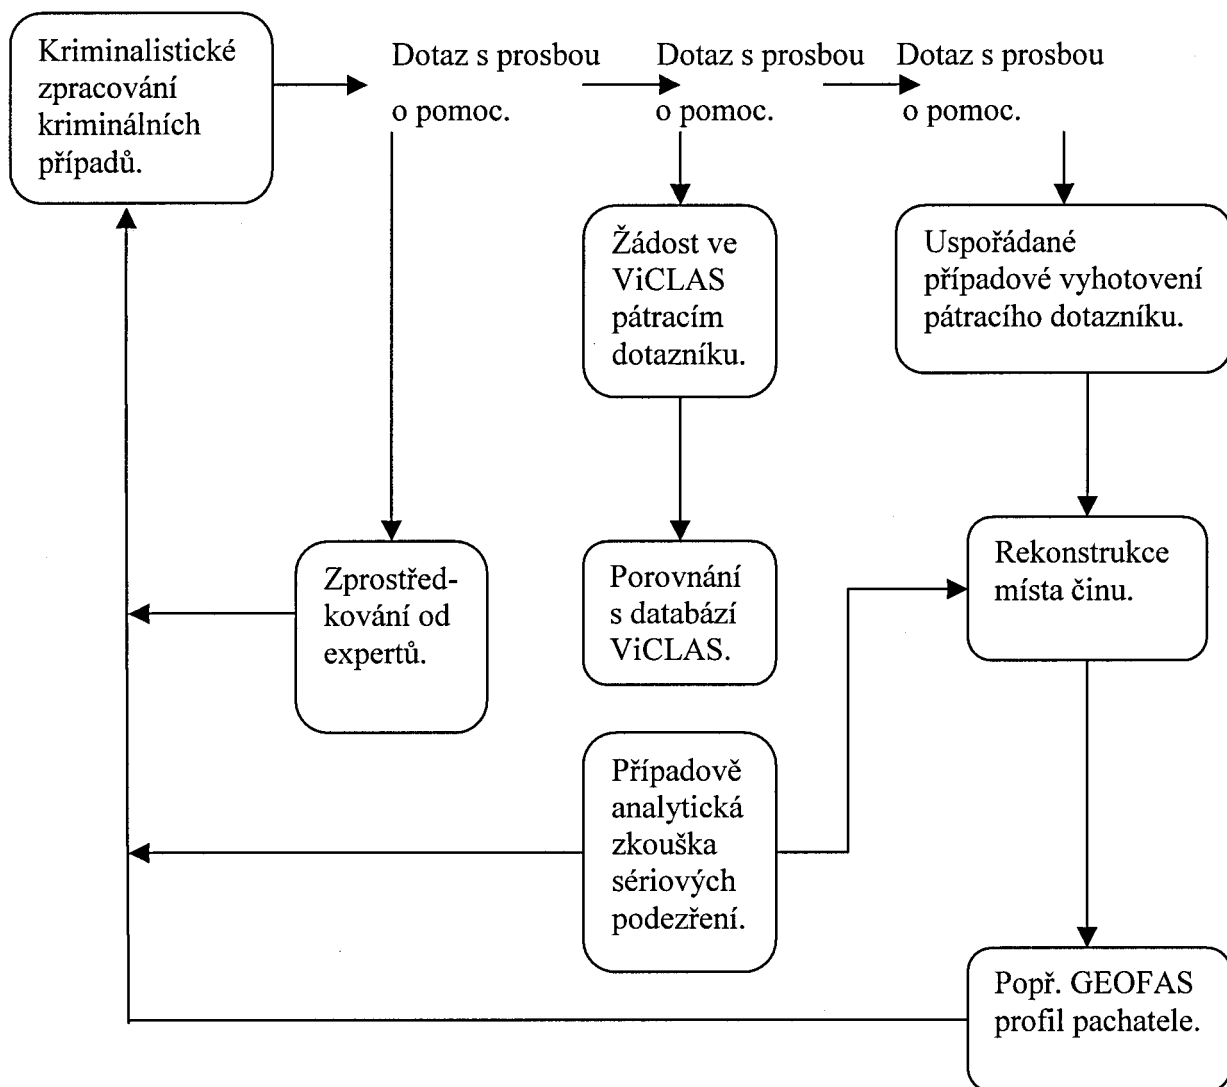 Kriminalistické
zpracování
kriminálních
případů.
Dotaz s prosbou
o pomoc.
Dotaz s prosbou
o pomoc.
Dotaz s prosbou
o pomoc.
Žádost ve
ViCLAS
pátracím
dotazníku.
Uspořádané
případové vyhotovení
pátracího dotazníku.
Zprostřed-
kování od
expertů.
Porovnání
s databází
ViCLAS.
Rekonstrukce
místa činu.
Případově
analytická
zkouška
sériových
podezření.
Popř. GEOFAS
profil pachatele.